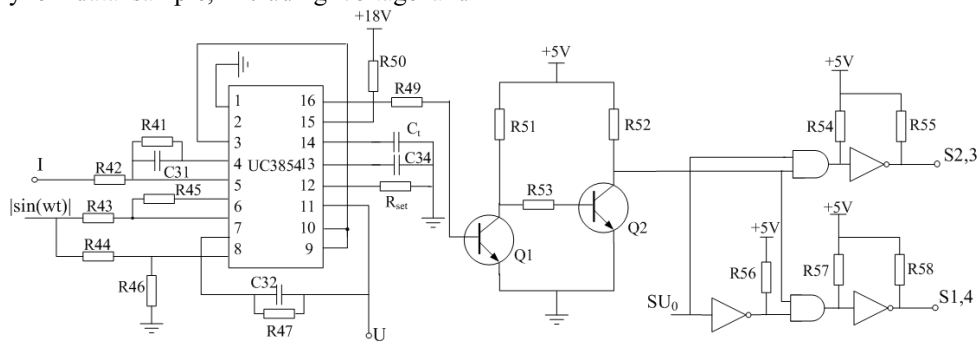 +18V
R50
R49
1 16
2 15
3 14
4 13
5 12
6 11
7 10
8 9
UC3854
R41
C31
I
R42
R45
|sin(wt)|
R43
R44
R46
C32
R47
U
Ct
C34
Rset
+5V
R51
R52
R53
Q1
Q2
+5V
R54
R55
S2,3
+5V
+5V
R56
R57
R58
SU0
S1,4